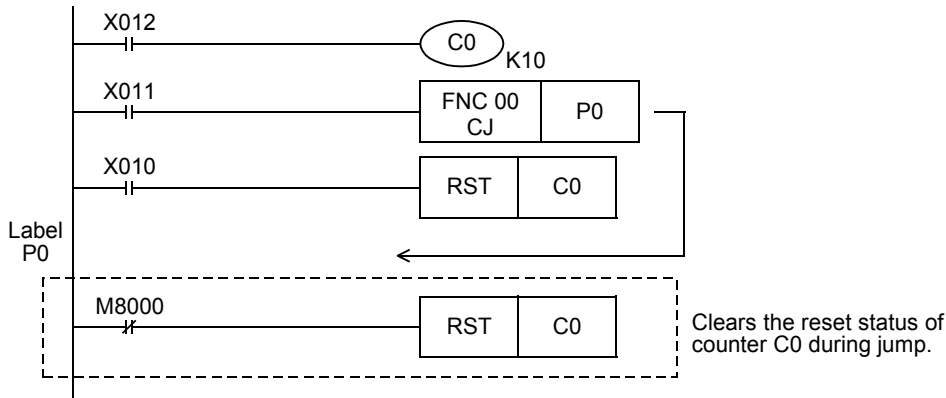 X012
C0
K10
X011
FNC 00
CJ
P0
X010
RST
C0
Label
P0
M8000
RST
C0
Clears the reset status of
counter C0 during jump.